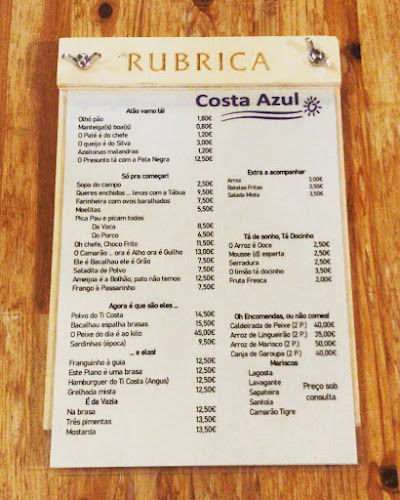 RUBRICA
Costa Azul
Atão vamo tá!
Olhó pão 1,80€
Manteiga(s) boa(s) 0,80€
O Paté é do chefe 1,20€
O queijo é do Silva 3,00€
Azeitonas malandras 1,20€
O Presunto tá com a Pata Negra 12,50€
Só pra começar!
Sopa do campo 2,50€
Queres enchidos ... levas com a Tábua 9,50€
Farinheira com ovos baralhados 7,50€
Moelitas 5,50€
Pica Pau e picam todos
Da Vaca 8,50€
Do Porco 6,50€
Oh chefe, Choco Frito 11,50€
O Camarão ... ora é Alho ora é Guilho 13,00€
Ele é Bacalhau ele é Grão 7,50€
Saladita de Polvo 7,50€
Ameijoa é a Bolhão, pato não temos 12,50€
Frango à Passarinho 7,50€
Agora é que são eles ...
Polvo do Ti Costa 14,50€
Bacalhau espalha brasas 15,50€
O Peixe do dia é ao kilo 45,00€
Sardinhas (época) 9,50€
... e elas!
Franguinho à guia 12,50€
Este Piano é uma brasa 12,50€
Hamburguer do Ti Costa (Angus) 12,50€
Grelhada mista 12,50€
É da Vazia
Na brasa 12,50€
Três pimentas 13,50€
Mostarda 13,50€
Extra a acompanhar
Arroz 3,00€
Batatas Fritas 3,50€
Salada Mista 3,50€
Tá de sonho, Tá Docinho
O Arroz é Doce 2,50€
Mousse (d) esperta 2,50€
Serradura 2,50€
O limão tá docinho 3,50€
Fruta Fresca 2,00€
Oh Encomendas, ou não comes!
Caldeirada de Peixe (2 P.) 40,00€
Arroz de Lingueirão (2 P.) 35,00€
Arroz de Marisco (2 P.) 50,00€
Canja de Garoupa (2 P.) 40,00€
Mariscos
Lagosta
Lavagante
Sapateira
Santola
Camarão Tigre
Preço sob
consulta